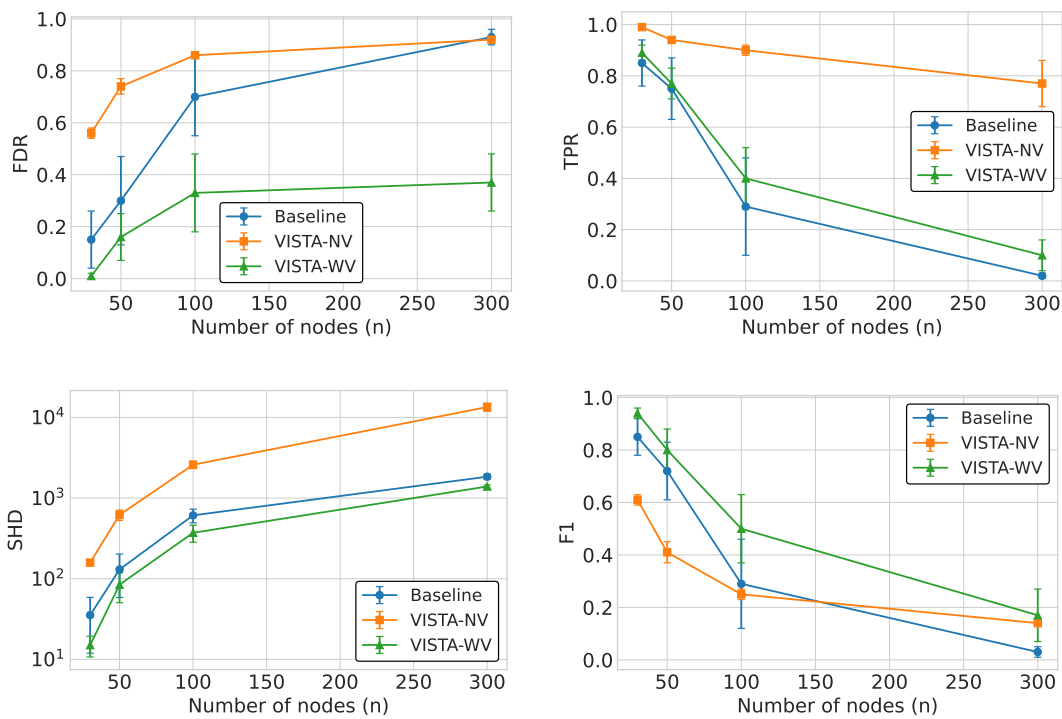 1.0
0.8
0.6
0.4
0.2
0.0
FDR
50 100 150 200 250 300
Number of nodes (n)
Baseline
VISTA-NV
VISTA-WV
1.0
0.8
0.6
0.4
0.2
0.0
TPR
50 100 150 200 250 300
Number of nodes (n)
Baseline
VISTA-NV
VISTA-WV
10⁴
10³
10²
10¹
SHD
50 100 150 200 250 300
Number of nodes (n)
Baseline
VISTA-NV
VISTA-WV
1.0
0.8
0.6
0.4
0.2
0.0
F1
50 100 150 200 250 300
Number of nodes (n)
Baseline
VISTA-NV
VISTA-WV